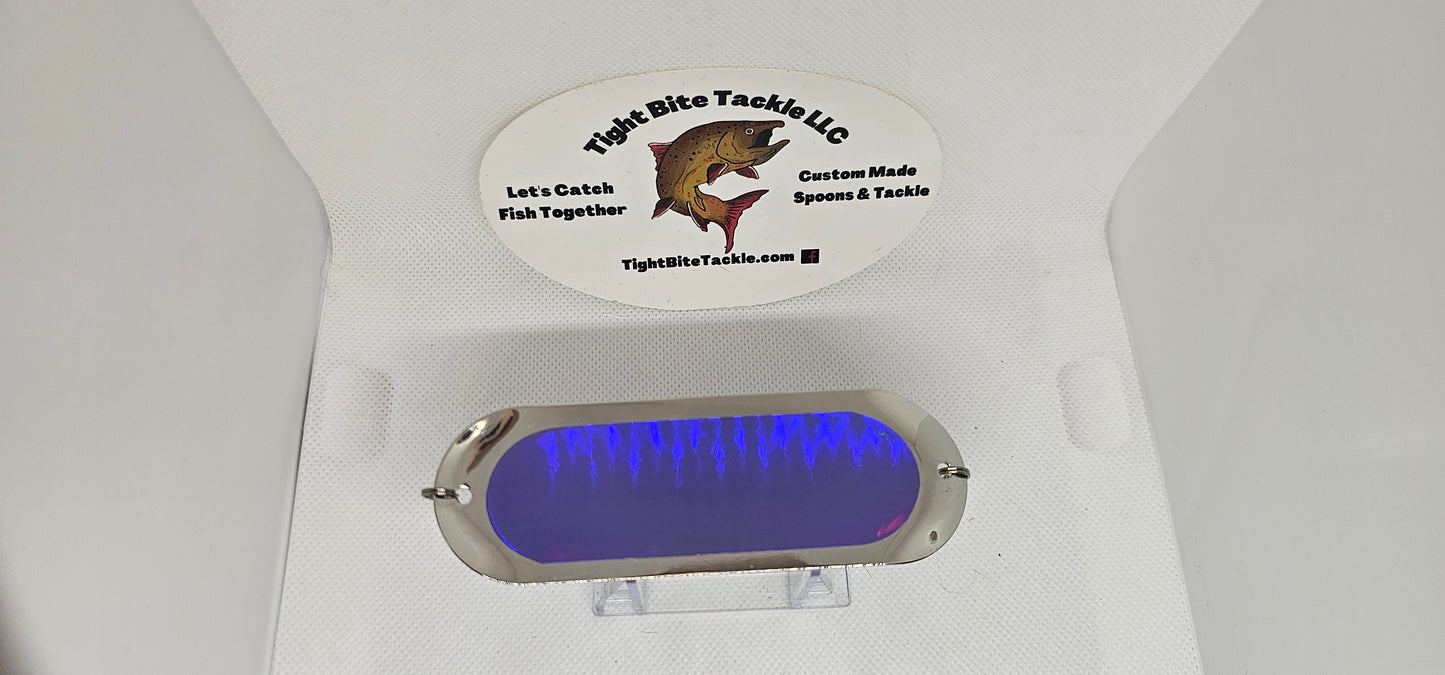 Tight Bite Tackle LLC
Let's Catch
Fish Together
Custom Made
Spoons & Tackle
TightBiteTackle.com f